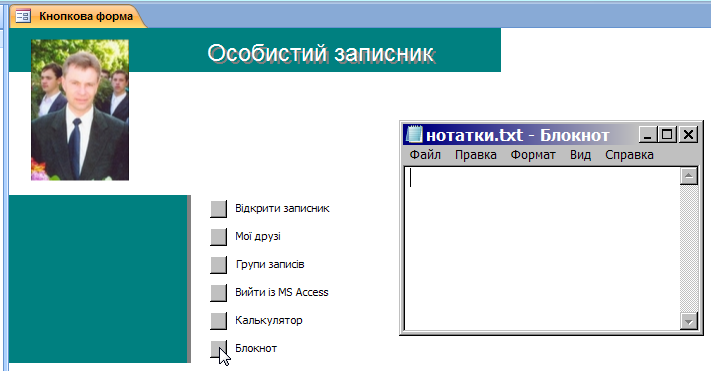 Кнопкова форма
Особистий записник
нотатки.txt - Блокнот
Файл Правка Формат Вид Справка
Відкрити записник
Мої друзі
Групи записів
Вийти із MS Access
Калькулятор
Блокнот